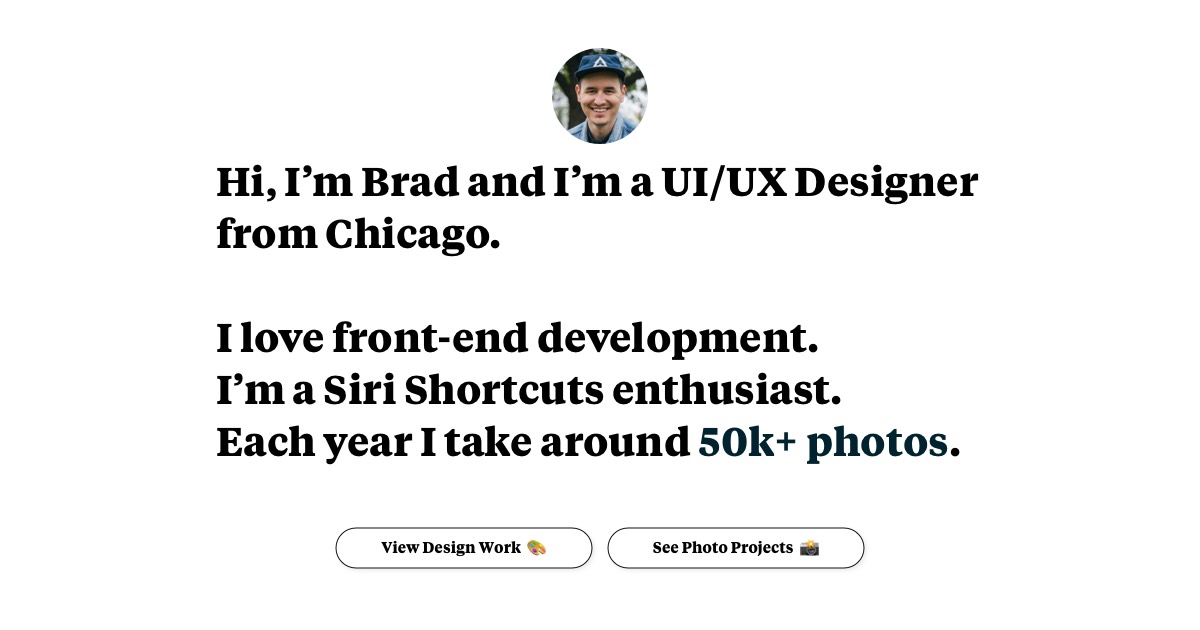 Hi, I’m Brad and I’m a UI/UX Designer
from Chicago.
I love front-end development.
I’m a Siri Shortcuts enthusiast.
Each year I take around 50k+ photos.
View Design Work 🎨
See Photo Projects 📸